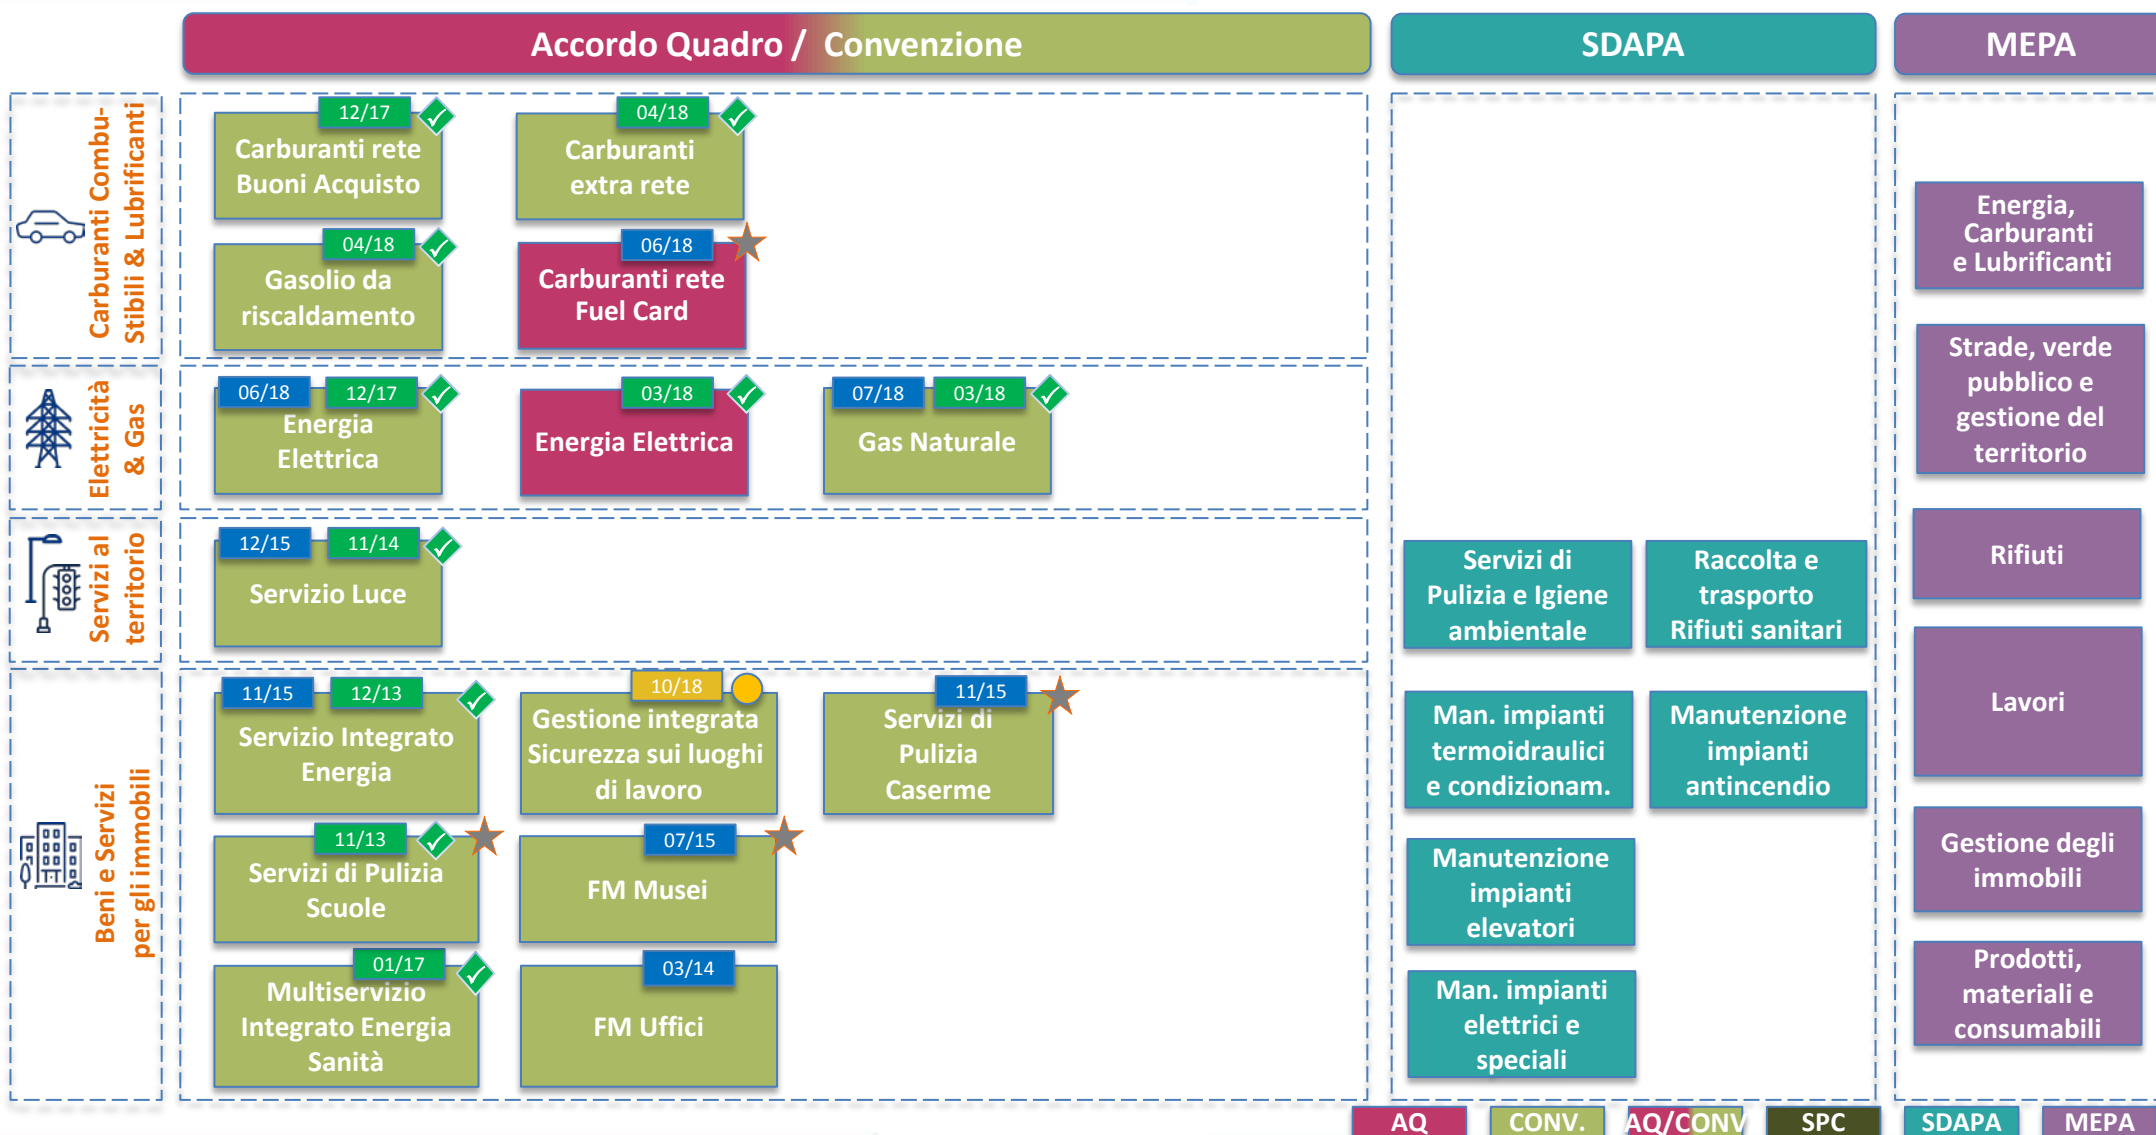 Accordo Quadro / Convenzione
SDAPA
MEPA
Carburanti Combu-
Stibili & Lubrificanti
12/17
Carburanti rete
Buoni Acquisto
04/18
Carburanti
extra rete
04/18
Gasolio da
riscaldamento
06/18
Carburanti rete
Fuel Card
Elettricità
& Gas
06/18
12/17
Energia
Elettrica
03/18
Energia Elettrica
07/18
03/18
Gas Naturale
Servizi al
territorio
12/15
11/14
Servizio Luce
Beni e Servizi
per gli immobili
11/15
12/13
Servizio Integrato
Energia
10/18
Gestione integrata
Sicurezza sui luoghi
di lavoro
11/15
Servizi di
Pulizia
Caserme
11/13
Servizi di Pulizia
Scuole
07/15
FM Musei
01/17
Multiservizio
Integrato Energia
Sanità
03/14
FM Uffici
Servizi di
Pulizia e Igiene
ambientale
Raccolta e
trasporto
Rifiuti sanitari
Man. impianti
termoidraulici
e condizionam.
Manutenzione
impianti
antincendio
Manutenzione
impianti
elevatori
Man. impianti
elettrici e
speciali
Energia,
Carburanti
e Lubrificanti
Strade, verde
pubblico e
gestione del
territorio
Rifiuti
Lavori
Gestione degli
immobili
Prodotti,
materiali e
consumabili
AQ
CONV.
AQ/CONV
SPC
SDAPA
MEPA